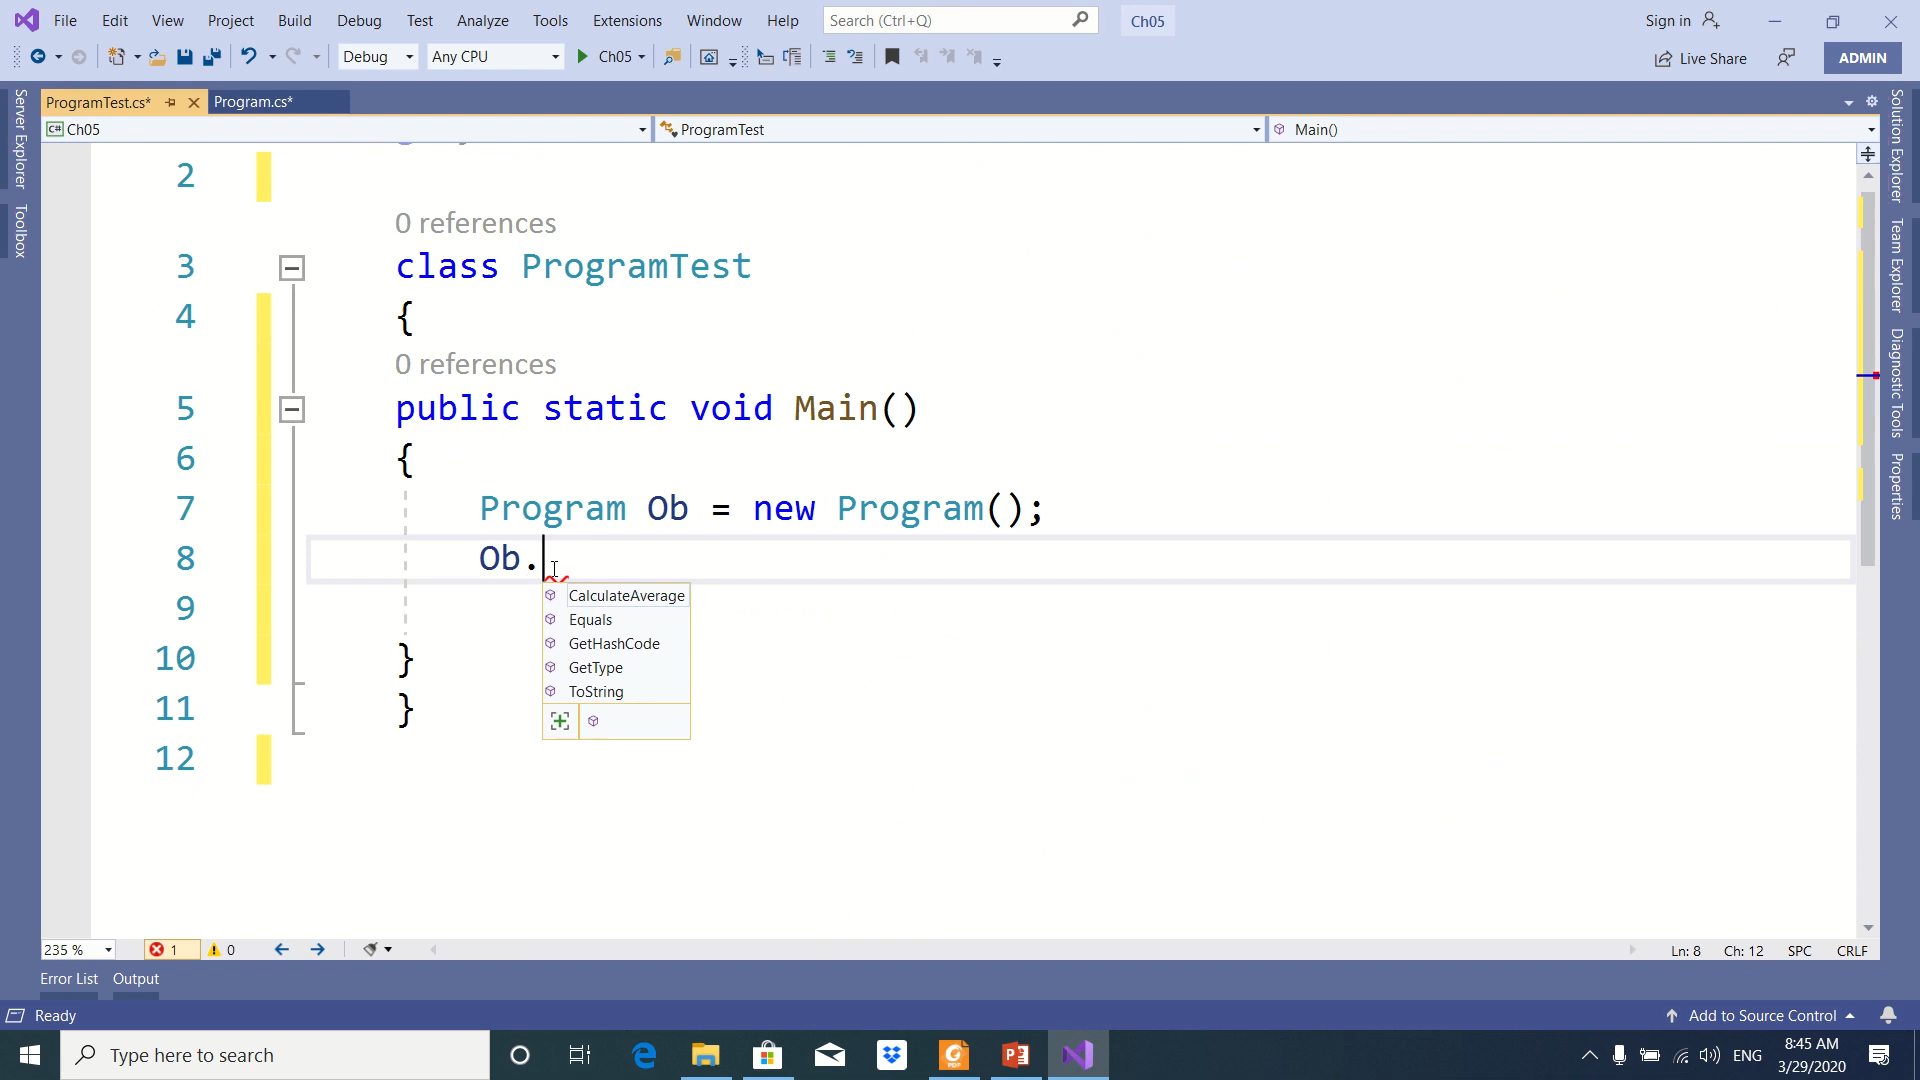 File Edit View Project Build Debug Test Analyze Tools Extensions Window Help Search (Ctrl+Q) Ch05 Sign in
Debug Any CPU Ch05 Live Share ADMIN
ProgramTest.cs* Program.cs*
Ch05 ProgramTest Main()
Server Explorer
Toolbox
Solution Explorer
Team Explorer
Diagnostic Tools
Properties
2
0 references
3 class ProgramTest
4 {
0 references
5 public static void Main()
6 {
7 Program Ob = new Program();
8 Ob.
CalculateAverage
9 Equals
GetHashCode
10 } GetType
ToString
11 }
12
235 % 1 0 Ln: 8 Ch: 12 SPC CRLF
Error List Output
Ready Add to Source Control
Type here to search ENG 8:45 AM
3/29/2020